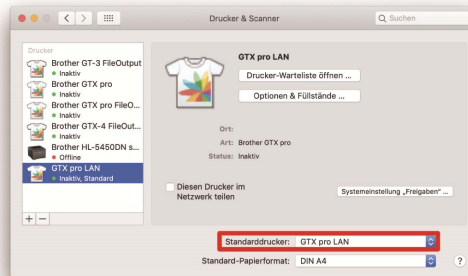 Drucker & Scanner
Suchen
Drucker
Brother GT-3 FileOutput
Inaktiv
Brother GTX pro
Inaktiv
Brother GTX pro FileO...
Inaktiv
Brother GTX-4 FileOut...
Inaktiv
Brother HL-5450DN s...
Offline
GTX pro LAN
Inaktiv, Standard
+ −
GTX pro LAN
Drucker-Warteliste öffnen ...
Optionen & Füllstände ...
Ort:
Art: Brother GTX pro
Status: Inaktiv
Diesen Drucker im
Netzwerk teilen
Systemeinstellung „Freigaben“ ...
Standarddrucker: GTX pro LAN
Standard-Papierformat: DIN A4
?